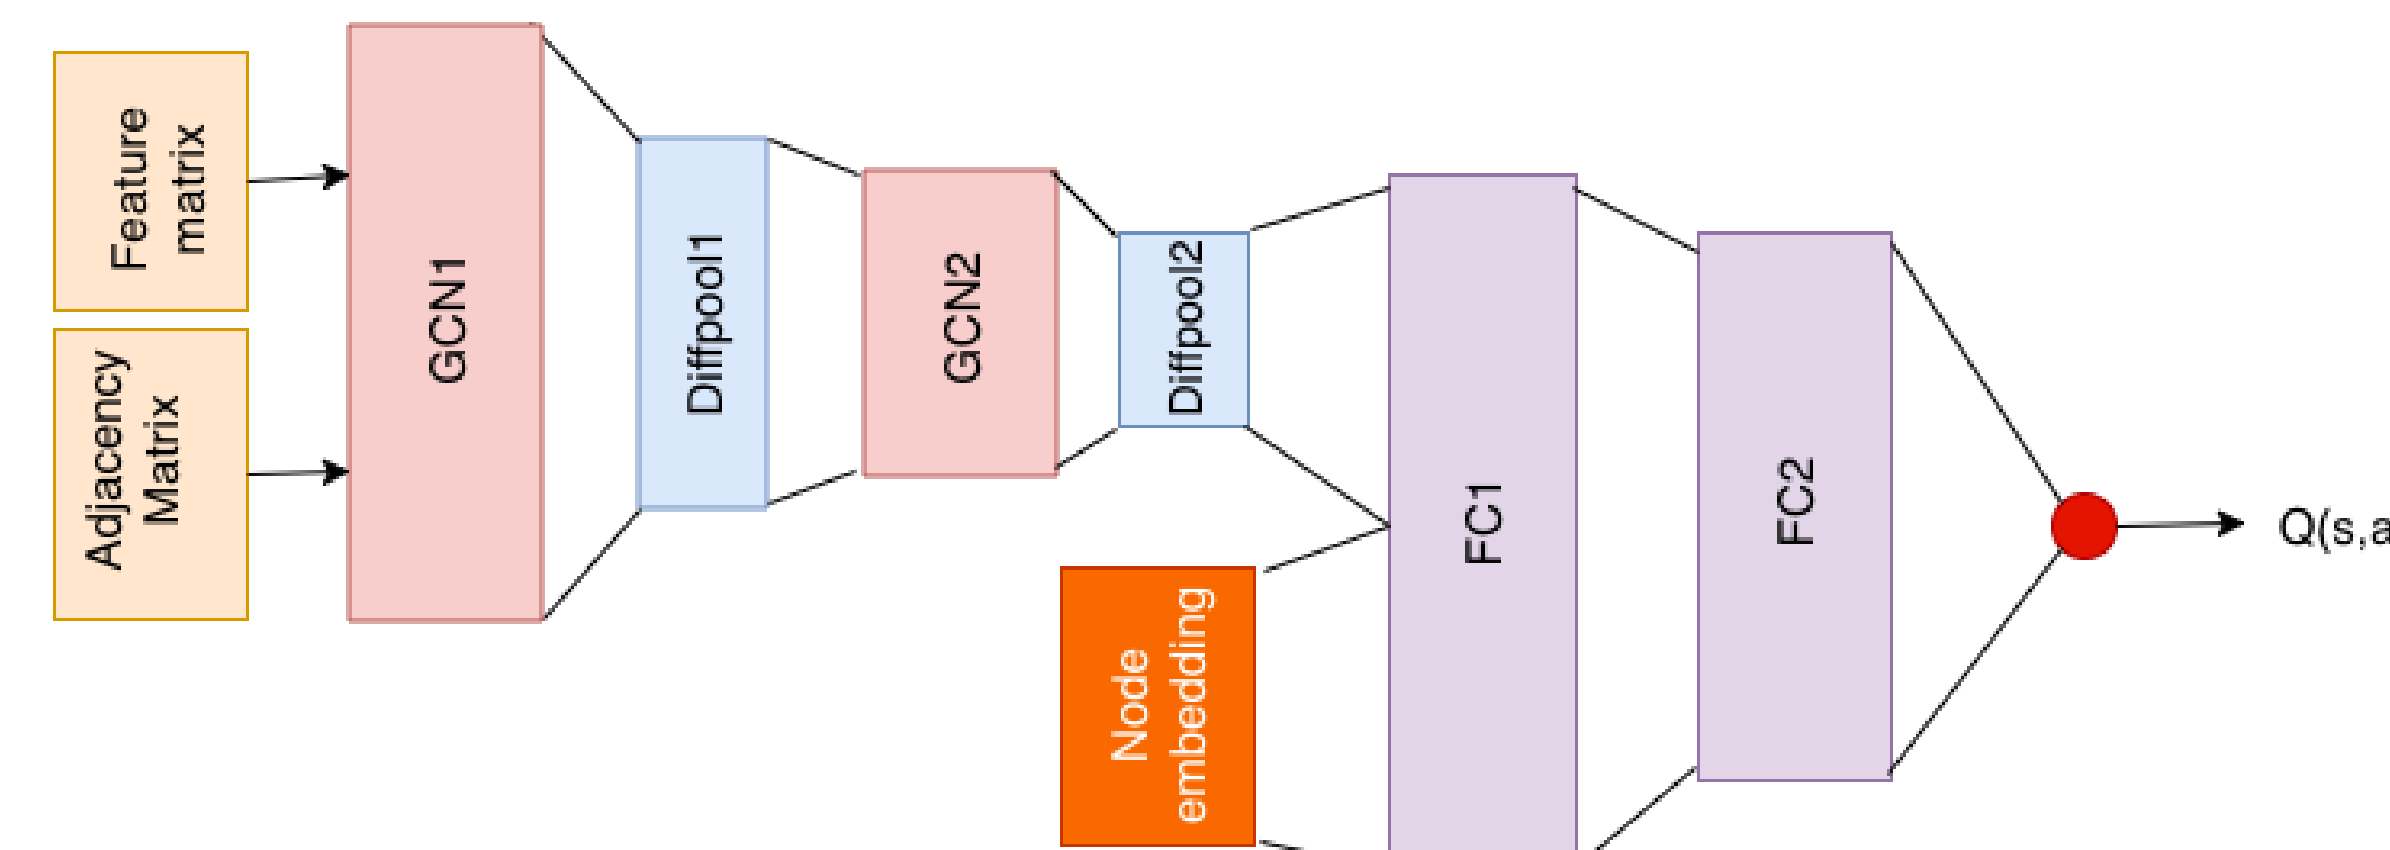 Feature
matrix
Adjacency
Matrix
GCN1
Diffpool1
GCN2
Diffpool2
Node
embedding
FC1
FC2
Q(s,a